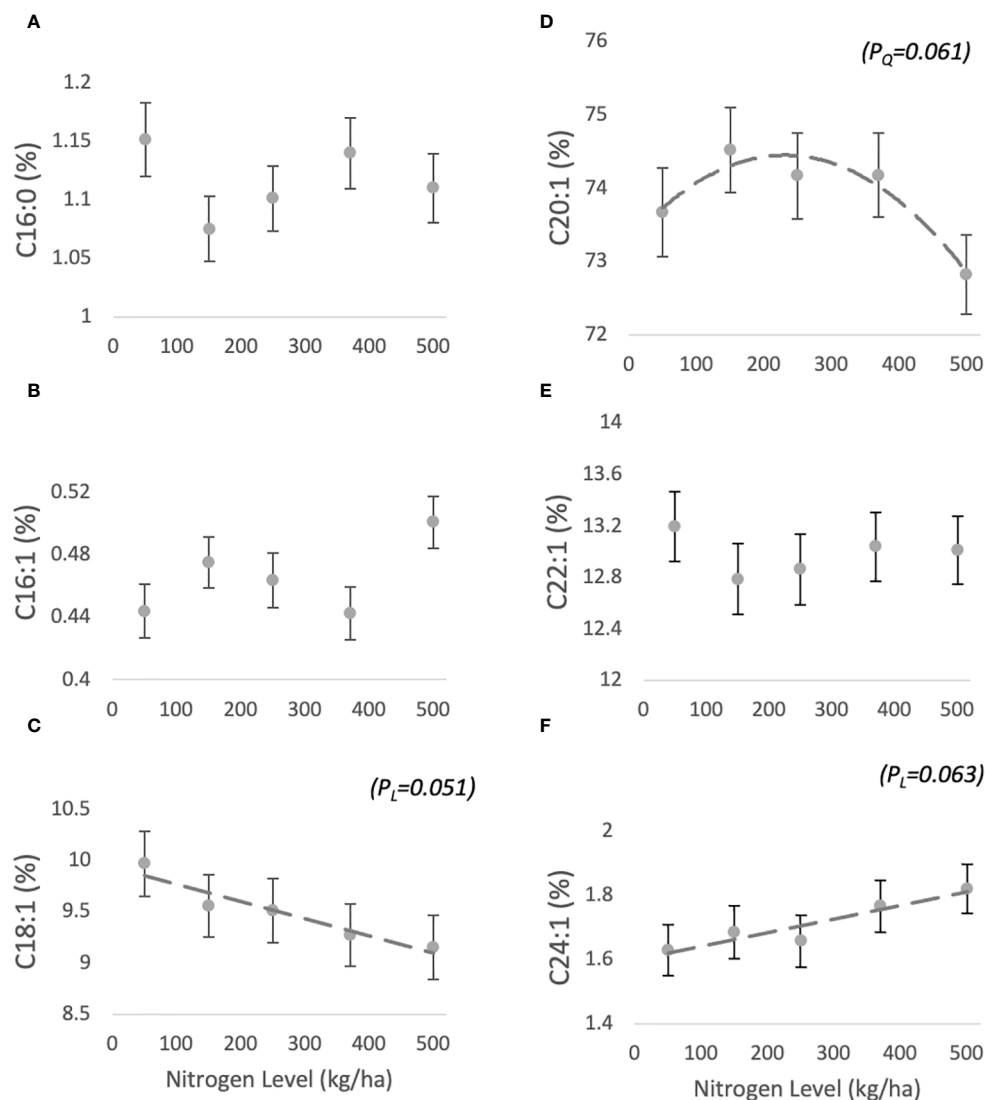 A
C16:0 (%)
1.2
1.15
1.1
1.05
1
0 100 200 300 400 500
B
C16:1 (%)
0.52
0.48
0.44
0.4
0 100 200 300 400 500
C
(PL=0.051)
C18:1 (%)
10.5
10
9.5
9
8.5
0 100 200 300 400 500
Nitrogen Level (kg/ha)
D
(PQ=0.061)
C20:1 (%)
76
75
74
73
72
0 100 200 300 400 500
E
C22:1 (%)
14
13.6
13.2
12.8
12.4
12
0 100 200 300 400 500
F
(PL=0.063)
C24:1 (%)
2
1.8
1.6
1.4
0 100 200 300 400 500
Nitrogen Level (kg/ha)